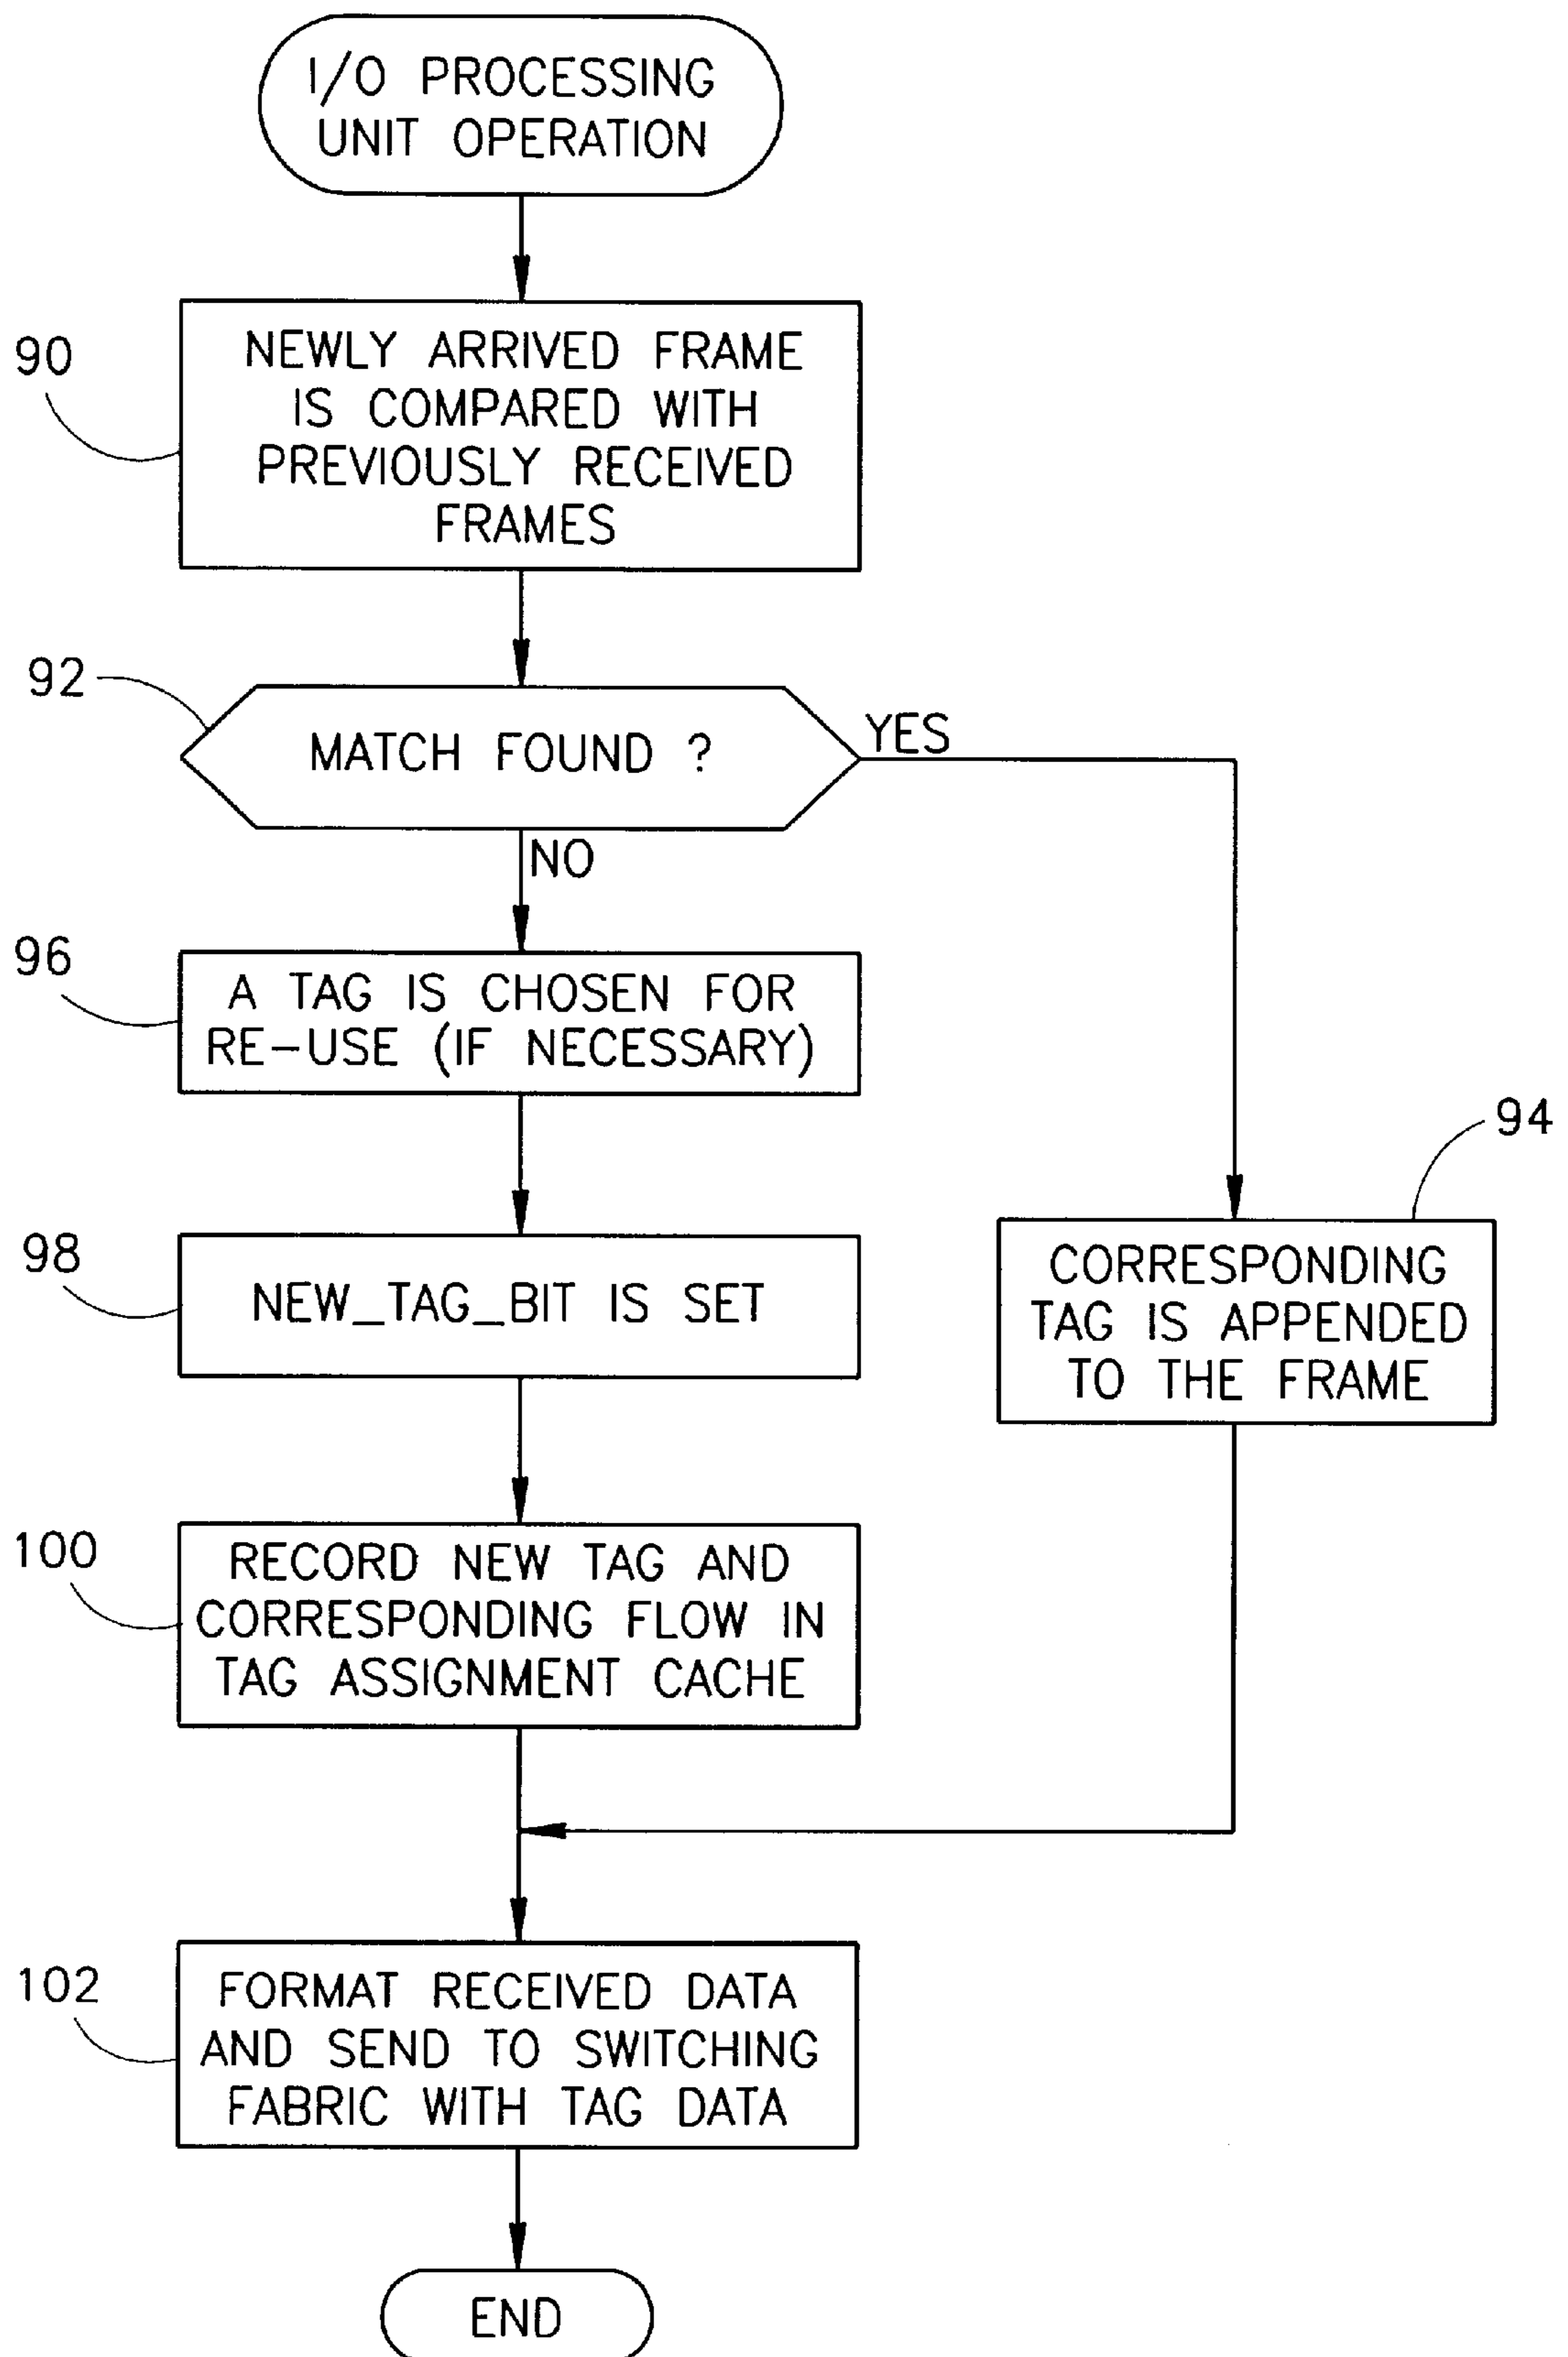 I/O PROCESSING
UNIT OPERATION
90
NEWLY ARRIVED FRAME
IS COMPARED WITH
PREVIOUSLY RECEIVED
FRAMES
92
MATCH FOUND ?
YES
NO
96
A TAG IS CHOSEN FOR
RE-USE (IF NECESSARY)
94
CORRESPONDING
TAG IS APPENDED
TO THE FRAME
98
NEW_TAG_BIT IS SET
100
RECORD NEW TAG AND
CORRESPONDING FLOW IN
TAG ASSIGNMENT CACHE
102
FORMAT RECEIVED DATA
AND SEND TO SWITCHING
FABRIC WITH TAG DATA
END